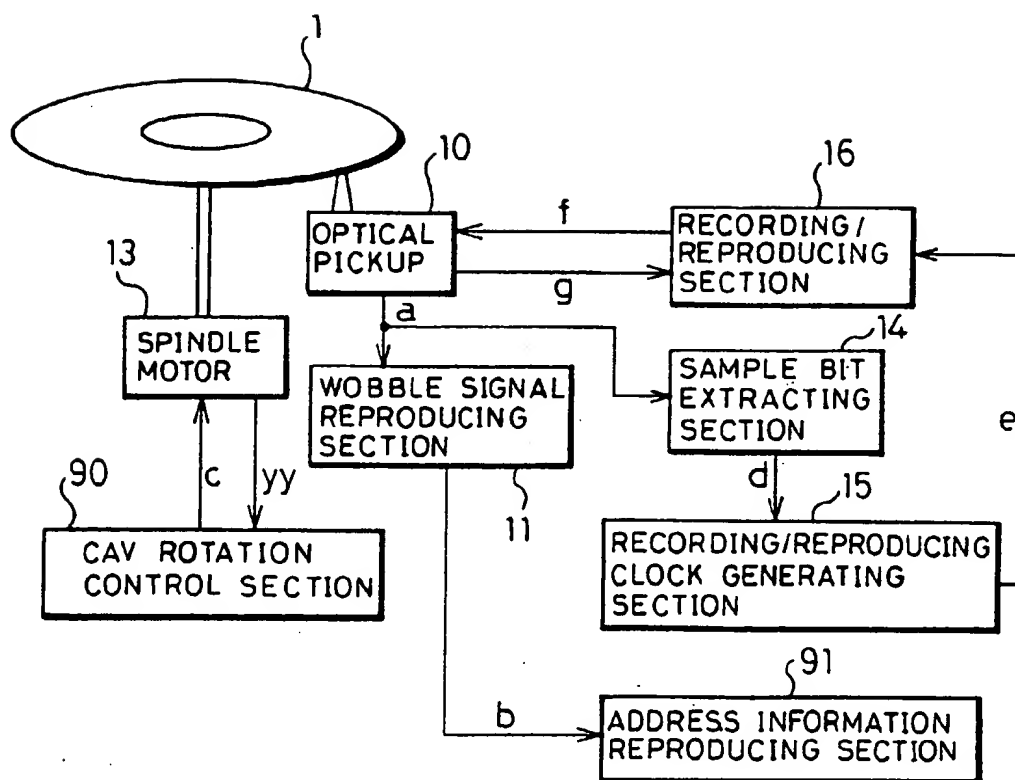 1
10
OPTICAL
PICKUP
f
g
16
RECORDING/
REPRODUCING
SECTION
13
SPINDLE
MOTOR
a
14
SAMPLE BIT
EXTRACTING
SECTION
e
WOBBLE SIGNAL
REPRODUCING
SECTION
11
c
yy
d
90
CAV ROTATION
CONTROL SECTION
15
RECORDING/REPRODUCING
CLOCK GENERATING
SECTION
b
91
ADDRESS INFORMATION
REPRODUCING SECTION